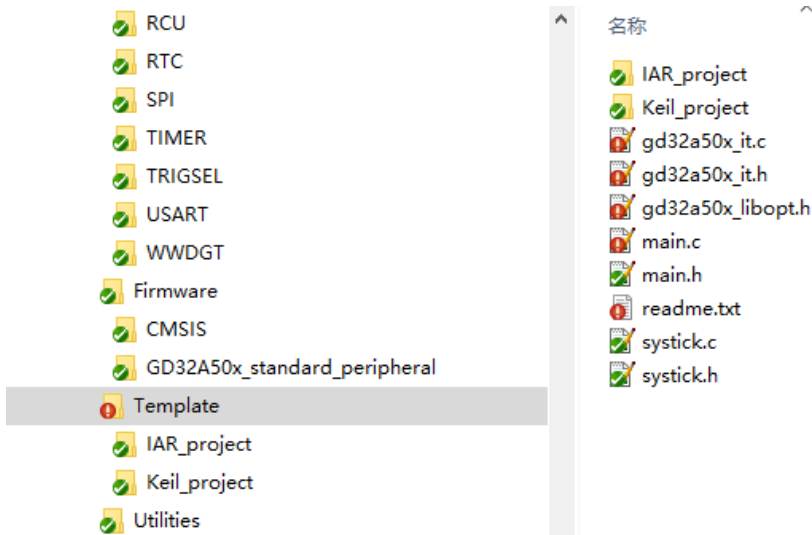 RCU
RTC
SPI
TIMER
TRIGSEL
USART
WWDGT
Firmware
CMSIS
GD32A50x_standard_peripheral
Template
IAR_project
Keil_project
Utilities
名称
IAR_project
Keil_project
gd32a50x_it.c
gd32a50x_it.h
gd32a50x_libopt.h
main.c
main.h
readme.txt
systick.c
systick.h